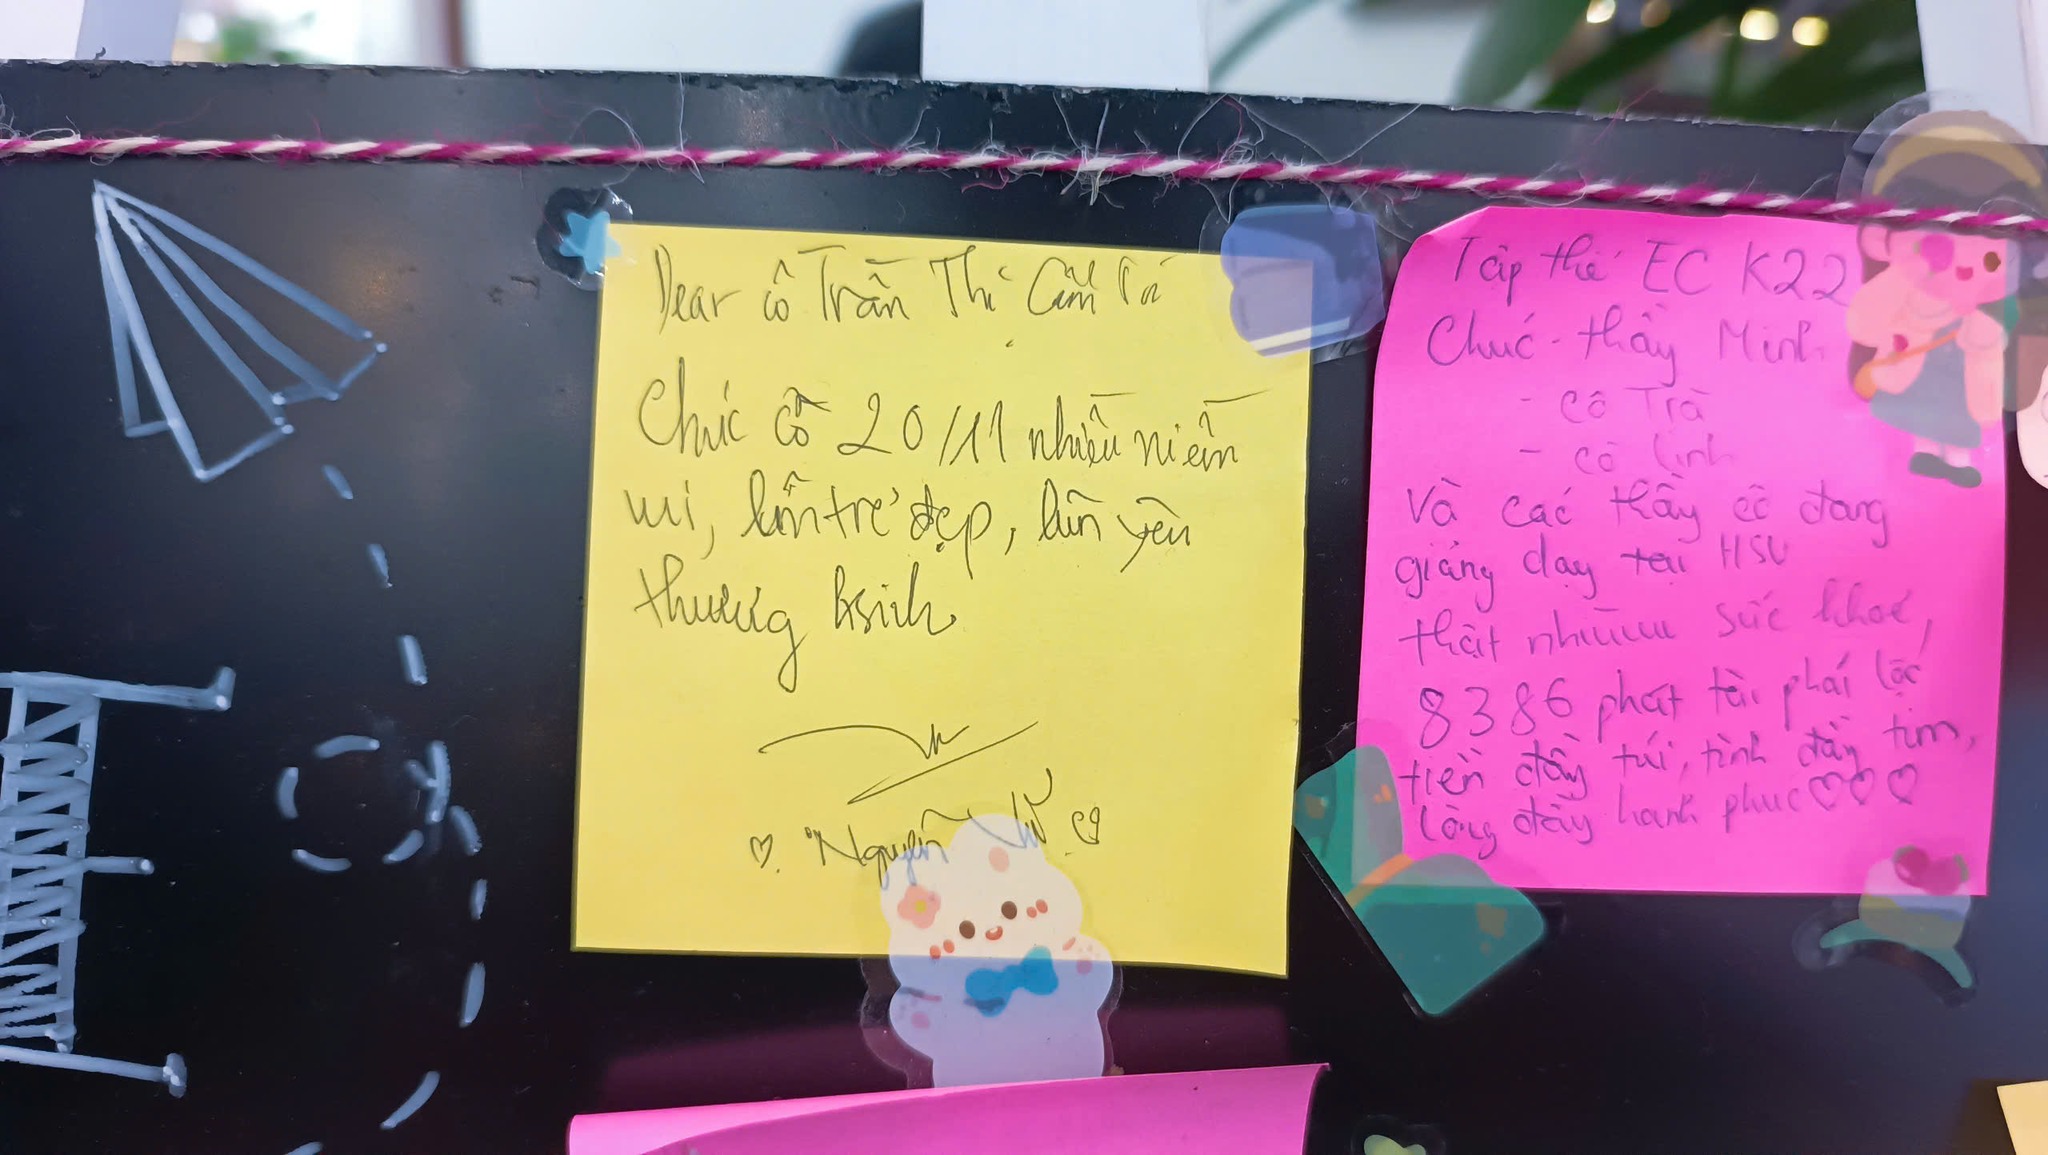 Dear cô Trần Thị Cẩm Tú
Chúc cô 20/11 nhiều niềm
vui, luôn trẻ đẹp, luôn yêu
thương hsinh
Nguyễn
Tập thể EC K22
Chúc - thầy Minh
- cô Trà
- cô Linh
Và các thầy cô đang
giảng dạy tại HSU
thật nhiều sức khoẻ,
8386 phát tài phát lộc
tiền đầy túi, tình đầy tim,
lòng đầy hạnh phúc ♡♡♡